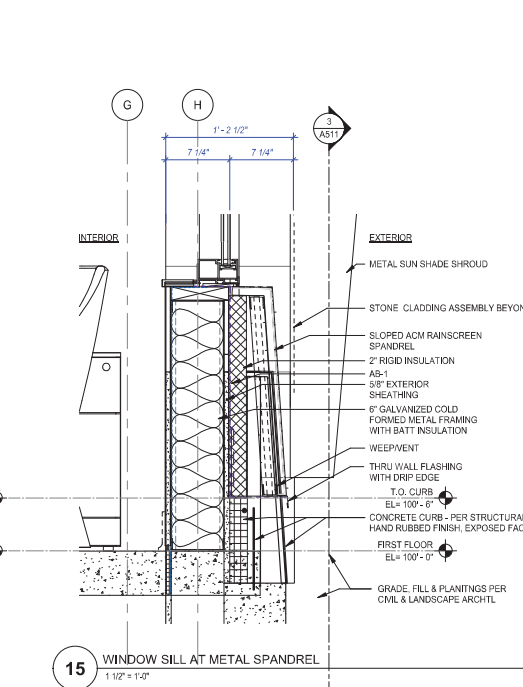 G
H
3
A511
1' - 2 1/2"
7 1/4"
7 1/4"
INTERIOR
EXTERIOR
METAL SUN SHADE SHROUD
STONE CLADDING ASSEMBLY BEYON
SLOPED ACM RAINSCREEN
SPANDREL
2" RIGID INSULATION
AB-1
5/8" EXTERIOR
SHEATHING
6" GALVANIZED COLD
FORMED METAL FRAMING
WITH BATT INSULATION
WEEP/VENT
THRU WALL FLASHING
WITH DRIP EDGE
T.O. CURB
EL= 100' - 6"
CONCRETE CURB - PER STRUCTURAL
HAND RUBBED FINISH, EXPOSED FAC
FIRST FLOOR
EL= 100' - 0"
GRADE, FILL & PLANITNGS PER
CIVIL & LANDSCAPE ARCHTL
15
WINDOW SILL AT METAL SPANDREL
1 1/2" = 1'-0"